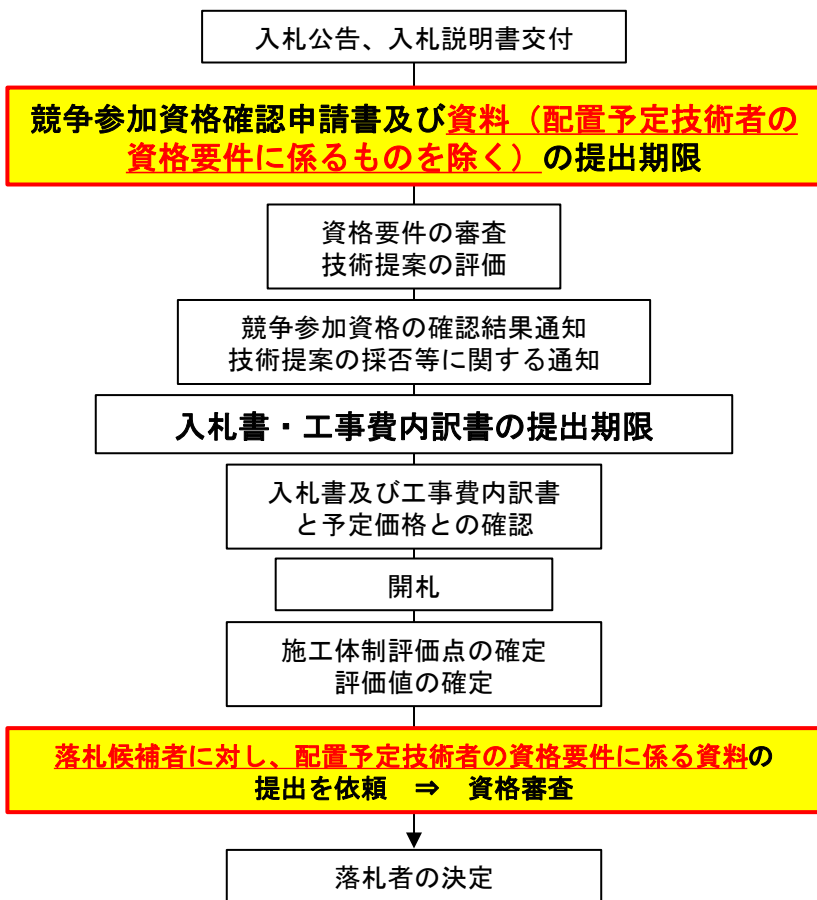 入札公告、入札説明書交付
競争参加資格確認申請書及び資料（配置予定技術者の
資格要件に係るものを除く）の提出期限
資格要件の審査
技術提案の評価
競争参加資格の確認結果通知
技術提案の採否等に関する通知
入札書・工事費内訳書の提出期限
入札書及び工事費内訳書
と予定価格との確認
開札
施工体制評価点の確定
評価値の確定
落札候補者に対し、配置予定技術者の資格要件に係る資料の
提出を依頼　⇒　資格審査
落札者の決定